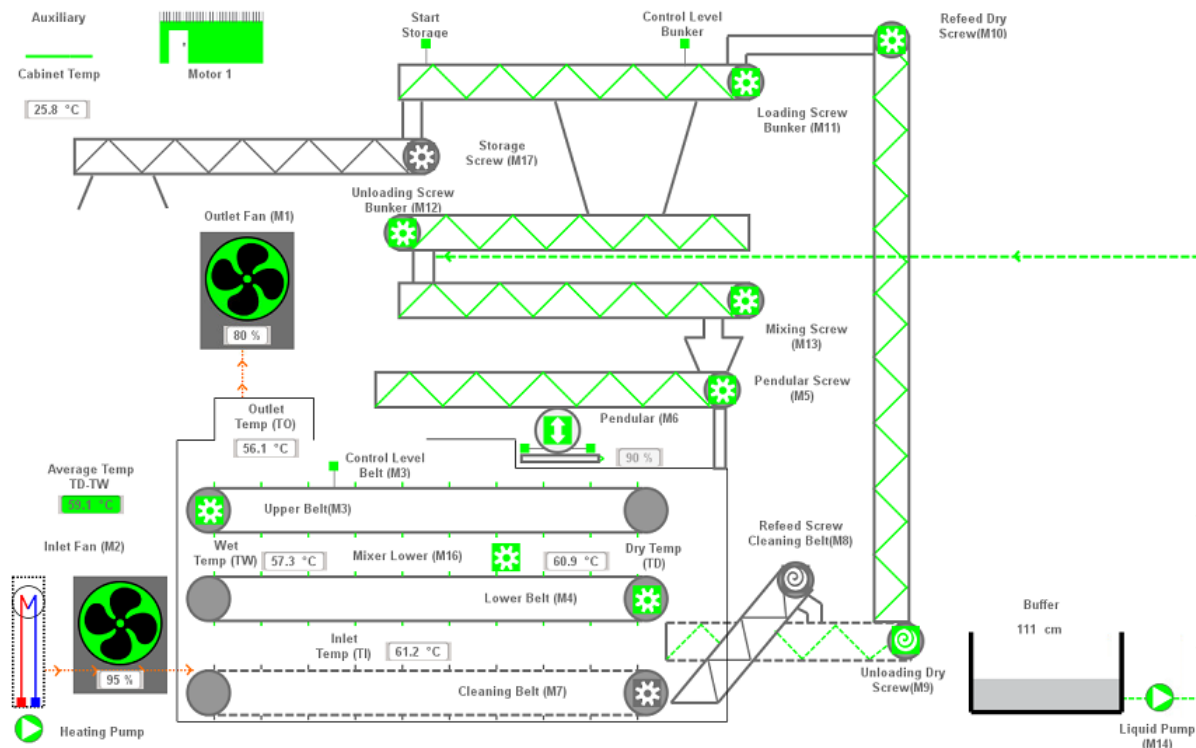 Auxiliary
Cabinet Temp
25.8 °C
Motor 1
Start
Storage
Control Level
Bunker
Refeed Dry
Screw(M10)
Loading Screw
Bunker (M11)
Storage
Screw (M17)
Unloading Screw
Bunker (M12)
Outlet Fan (M1)
80 %
Mixing Screw
(M13)
Pendular Screw
(M5)
Outlet
Temp (TO)
56.1 °C
Pendular (M6
90 %
Control Level
Belt (M3)
Average Temp
TD-TW
59.1 °C
Upper Belt(M3)
Inlet Fan (M2)
95 %
Wet
Temp (TW)
57.3 °C
Mixer Lower (M16)
60.9 °C
Dry Temp
(TD)
Refeed Screw
Cleaning Belt(M8)
Lower Belt (M4)
Inlet
Temp (TI)
61.2 °C
Cleaning Belt (M7)
Unloading Dry
Screw(M9)
Buffer
111 cm
Heating Pump
Liquid Pump
(M14)